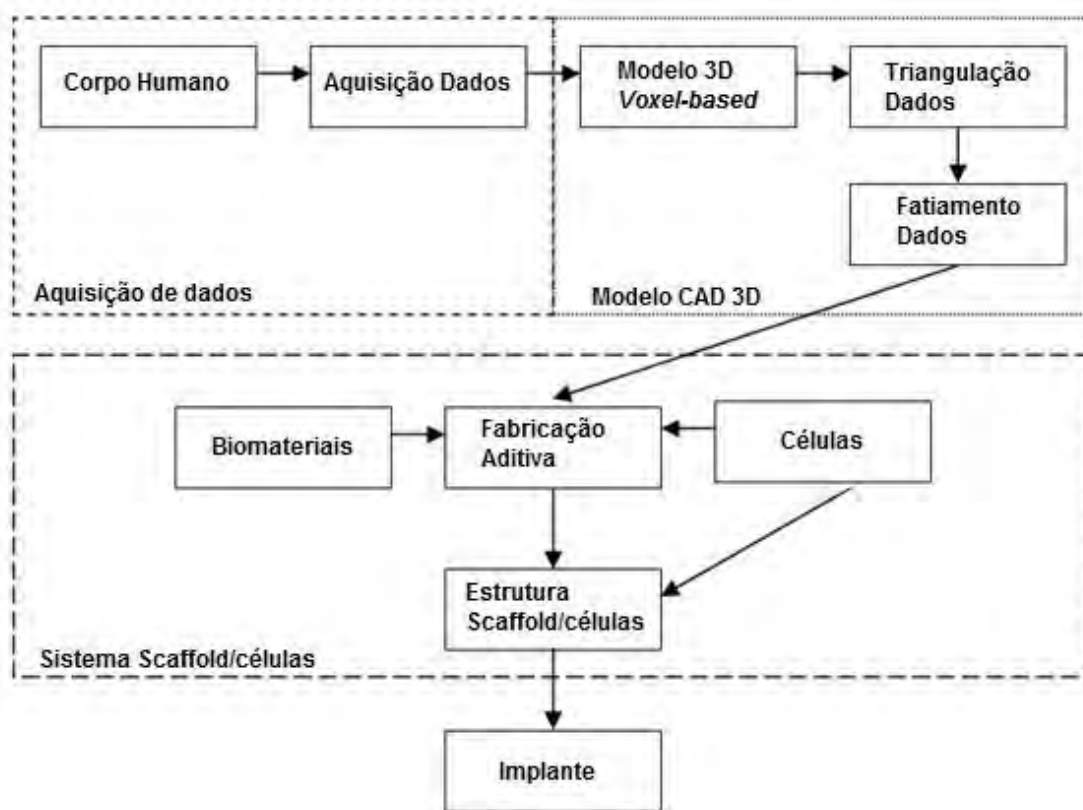 Corpo Humano
Aquisição Dados
Modelo 3D
Voxel-based
Triangulação
Dados
Fatiamento
Dados
Aquisição de dados
Modelo CAD 3D
Biomateriais
Fabricação
Aditiva
Células
Estrutura
Scaffold/células
Sistema Scaffold/células
Implante